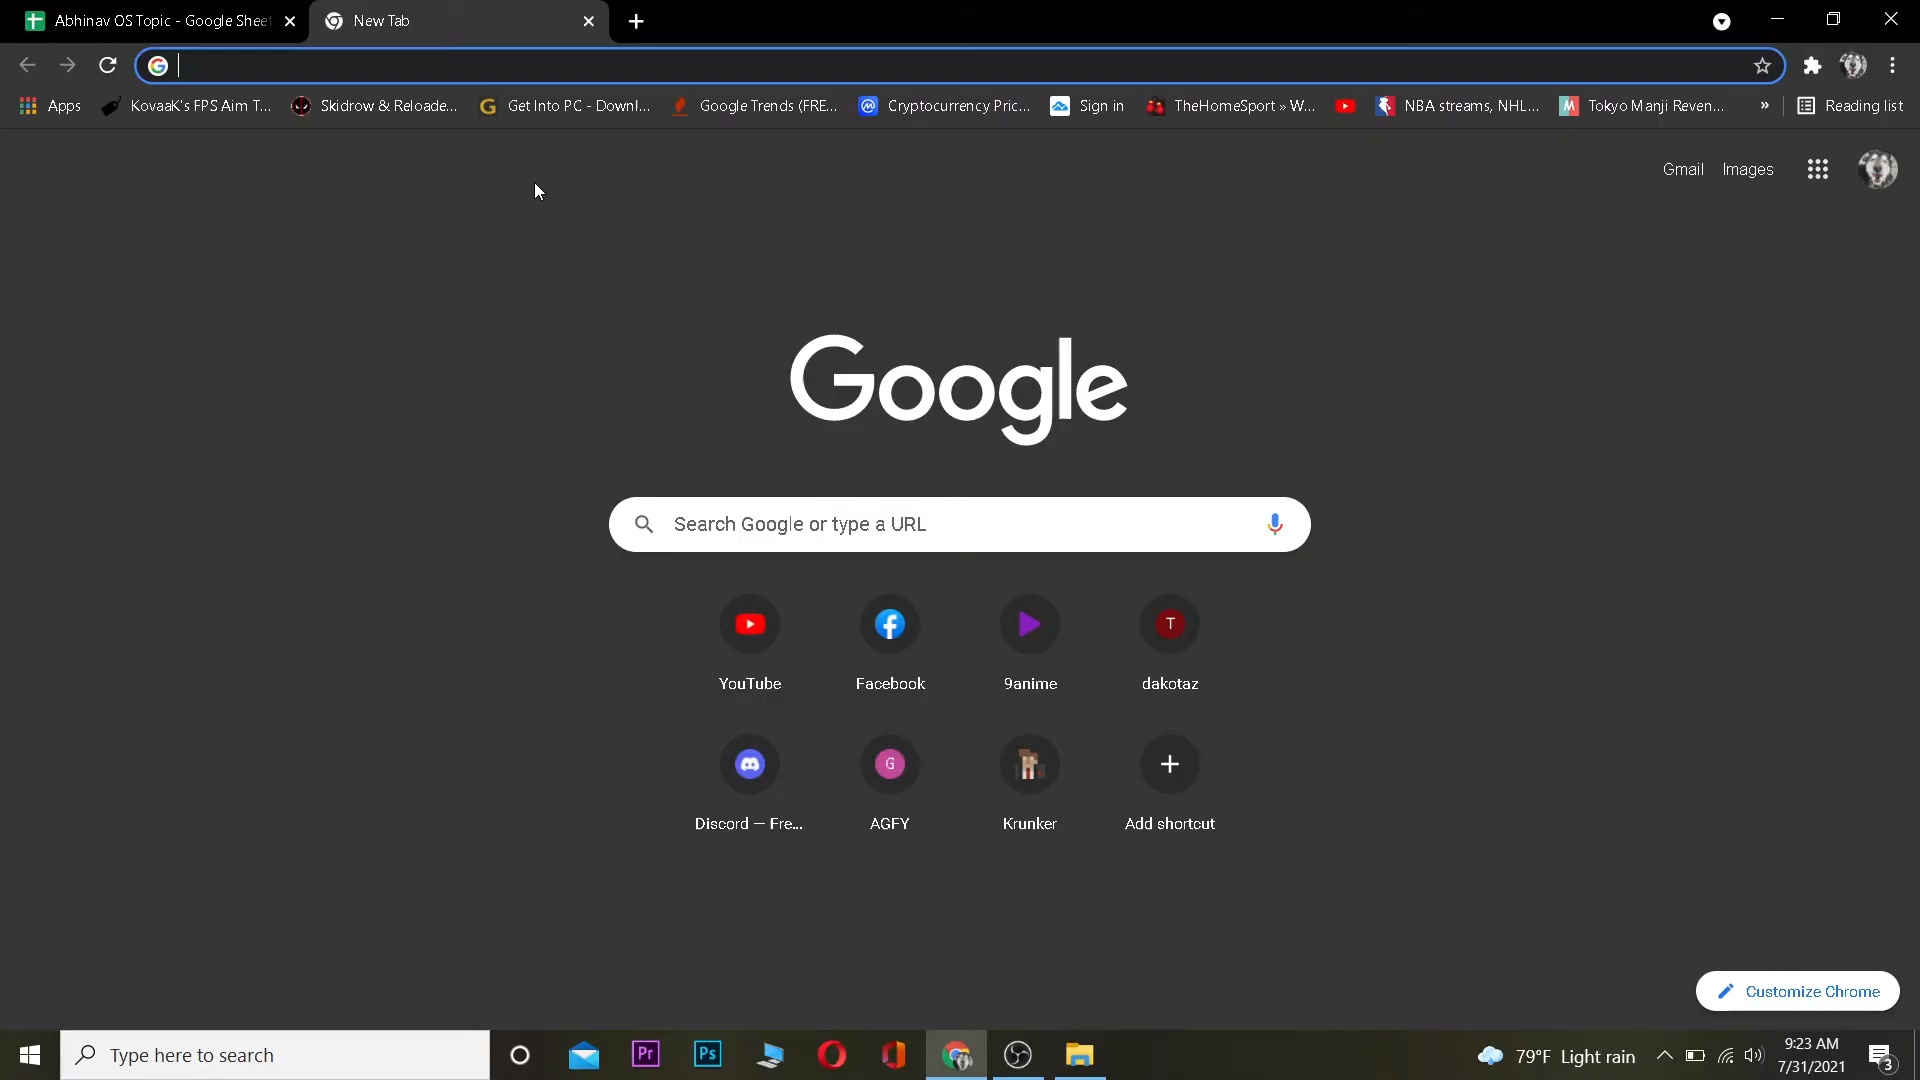 Abhinav OS Topic - Google Sheet
New Tab
Apps
KovaaK's FPS Aim T...
Skidrow & Reloade...
Get Into PC - Downl...
Google Trends (FRE...
Cryptocurrency Pric...
Sign in
TheHomeSport » W...
NBA streams, NHL...
Tokyo Manji Reven...
»
Reading list
Gmail
Images
Google
Search Google or type a URL
YouTube
Facebook
9anime
T
dakotaz
Discord — Fre...
G
AGFY
Krunker
Add shortcut
Customize Chrome
Type here to search
Pr
Ps
79°F Light rain
9:23 AM
7/31/2021
3